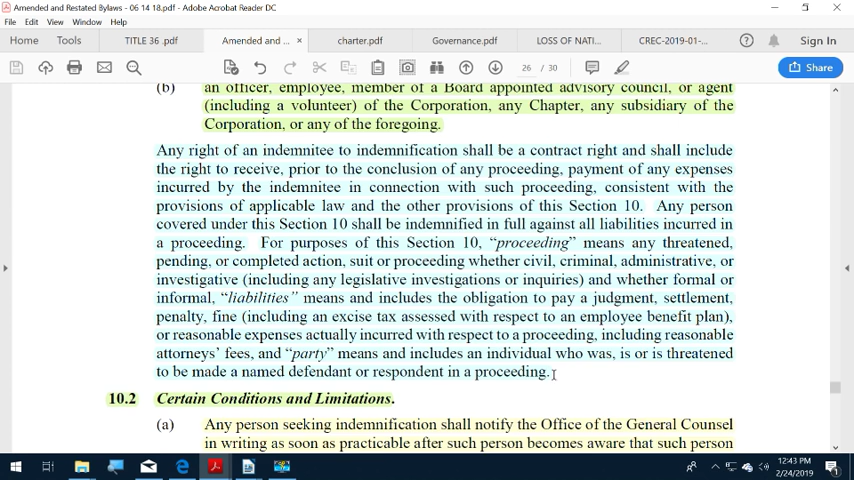 Amended and Restated Bylaws - 06 14 18.pdf - Adobe Acrobat Reader DC
File Edit View Window Help
Home Tools TITLE 36 .pdf Amended and ... × charter.pdf Governance.pdf LOSS OF NATI... CREC-2019-01-... Sign In
26 / 30 Share
(b) an officer, employee, member of a Board appointed advisory council, or agent
(including a volunteer) of the Corporation, any Chapter, any subsidiary of the
Corporation, or any of the foregoing.
Any right of an indemnitee to indemnification shall be a contract right and shall include
the right to receive, prior to the conclusion of any proceeding, payment of any expenses
incurred by the indemnitee in connection with such proceeding, consistent with the
provisions of applicable law and the other provisions of this Section 10. Any person
covered under this Section 10 shall be indemnified in full against all liabilities incurred in
a proceeding. For purposes of this Section 10, “proceeding” means any threatened,
pending, or completed action, suit or proceeding whether civil, criminal, administrative, or
investigative (including any legislative investigations or inquiries) and whether formal or
informal, “liabilities” means and includes the obligation to pay a judgment, settlement,
penalty, fine (including an excise tax assessed with respect to an employee benefit plan),
or reasonable expenses actually incurred with respect to a proceeding, including reasonable
attorneys’ fees, and “party” means and includes an individual who was, is or is threatened
to be made a named defendant or respondent in a proceeding.
10.2 Certain Conditions and Limitations.
(a) Any person seeking indemnification shall notify the Office of the General Counsel
in writing as soon as practicable after such person becomes aware that such person
12:43 PM
2/24/2019